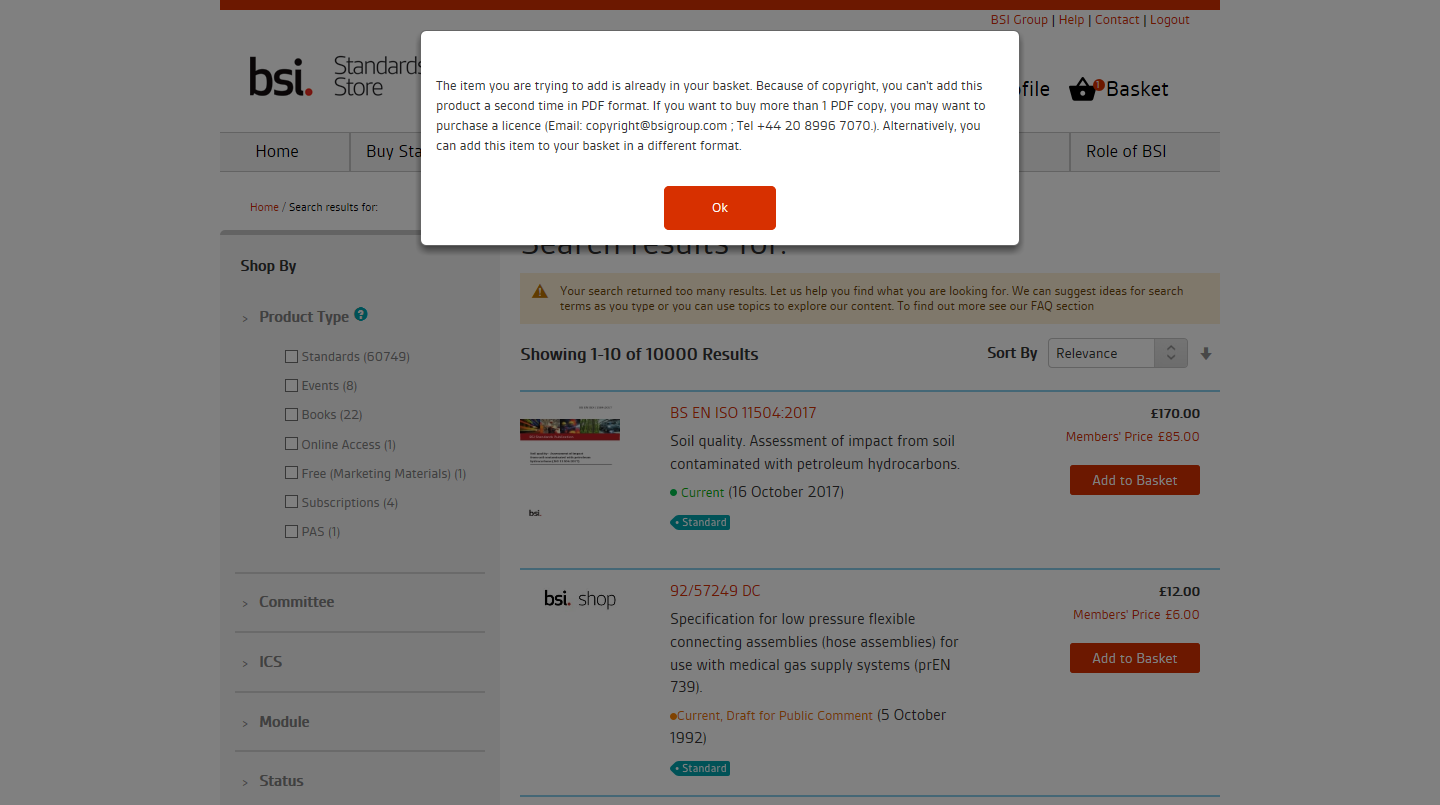 BSI Group | Help | Contact | Logout
bsi. Standards
Store
1 Basket
Home
Buy
Role of BSI
The item you are trying to add is already in your basket. Because of copyright, you can't add this
product a second time in PDF format. If you want to buy more than 1 PDF copy, you may want to
purchase a licence (Email: copyright@bsigroup.com ; Tel +44 20 8996 7070.). Alternatively, you
can add this item to your basket in a different format.
Ok
Home / Search results for:
Search results for:
Shop By
Product Type ?
Standards (60749)
Events (8)
Books (22)
Online Access (1)
Free (Marketing Materials) (1)
Subscriptions (4)
PAS (1)
Committee
ICS
Module
Status
Your search returned too many results. Let us help you find what you are looking for. We can suggest ideas for search
terms as you type or you can use topics to explore our content. To find out more see our FAQ section
Showing 1-10 of 10000 Results
Sort By Relevance
bsi.
BS EN ISO 11504:2017
Soil quality. Assessment of impact from soil
contaminated with petroleum hydrocarbons.
Current (16 October 2017)
Standard
£170.00
Members' Price £85.00
Add to Basket
bsi. shop
92/57249 DC
Specification for low pressure flexible
connecting assemblies (hose assemblies) for
use with medical gas supply systems (prEN
739).
Current, Draft for Public Comment (5 October
1992)
Standard
£12.00
Members' Price £6.00
Add to Basket